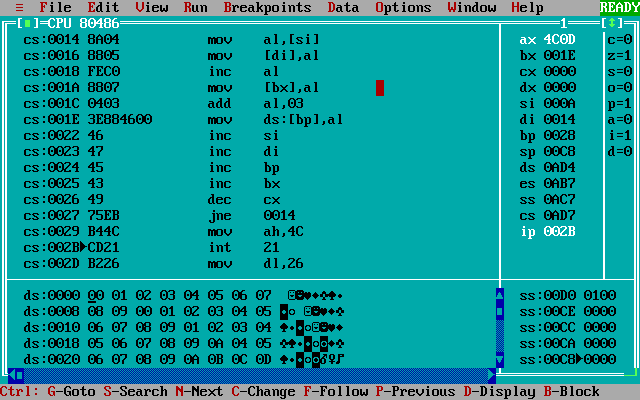 ≡ File Edit View Run Breakpoints Data Options Window Help READY
[■]=CPU 80486 1 [↕]
cs:0014 8A04 mov al,[si] ax 4C0D c=0
cs:0016 8805 mov [di],al bx 001E z=1
cs:0018 FEC0 inc al cx 0000 s=0
cs:001A 8807 mov [bx],al dx 0000 o=0
cs:001C 0403 add al,03 si 000A p=1
cs:001E 3E884600 mov ds:[bp],al di 0014 a=0
cs:0022 46 inc si bp 0028 i=1
cs:0023 47 inc di sp 00C8 d=0
cs:0024 45 inc bp ds 0AD4
cs:0025 43 inc bx es 0AB7
cs:0026 49 dec cx ss 0AC7
cs:0027 75EB jne 0014 cs 0AD7
cs:0029 B44C mov ah,4C ip 002B
cs:002B►CD21 int 21
cs:002D B226 mov dl,26
ds:0000 00 01 02 03 04 05 06 07 ☺☻♥♦♣♠• ss:00D0 0100
ds:0008 08 09 00 01 02 03 04 05 ◘○ ☺☻♥♦♣ ss:00CE 0000
ds:0010 06 07 08 09 01 02 03 04 ♠•◘○☺☻♥♦ ss:00CC 0000
ds:0018 05 06 07 08 09 0A 04 05 ♣♠•◘○◙♦♣ ss:00CA 0000
ds:0020 06 07 08 09 0A 0B 0C 0D ♠•◘○◙♂♀♪ ss:00C8►0000
Ctrl: G-Goto S-Search N-Next C-Change F-Follow P-Previous D-Display B-Block